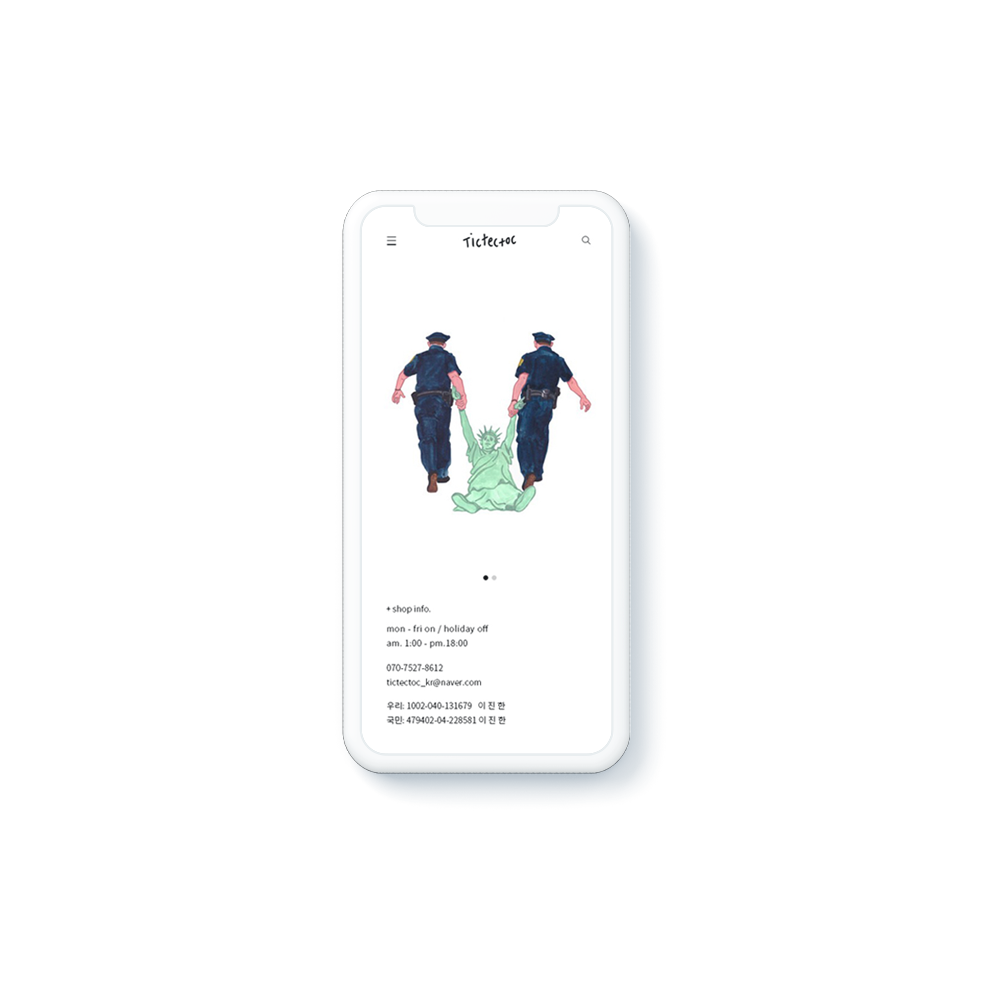 Tictectoc
+ shop info.
mon - fri on / holiday off
am. 1:00 - pm.18:00
070-7527-8612
tictectoc_kr@naver.com
우리: 1002-040-131679 이 진 한
국민: 479402-04-228581 이 진 한